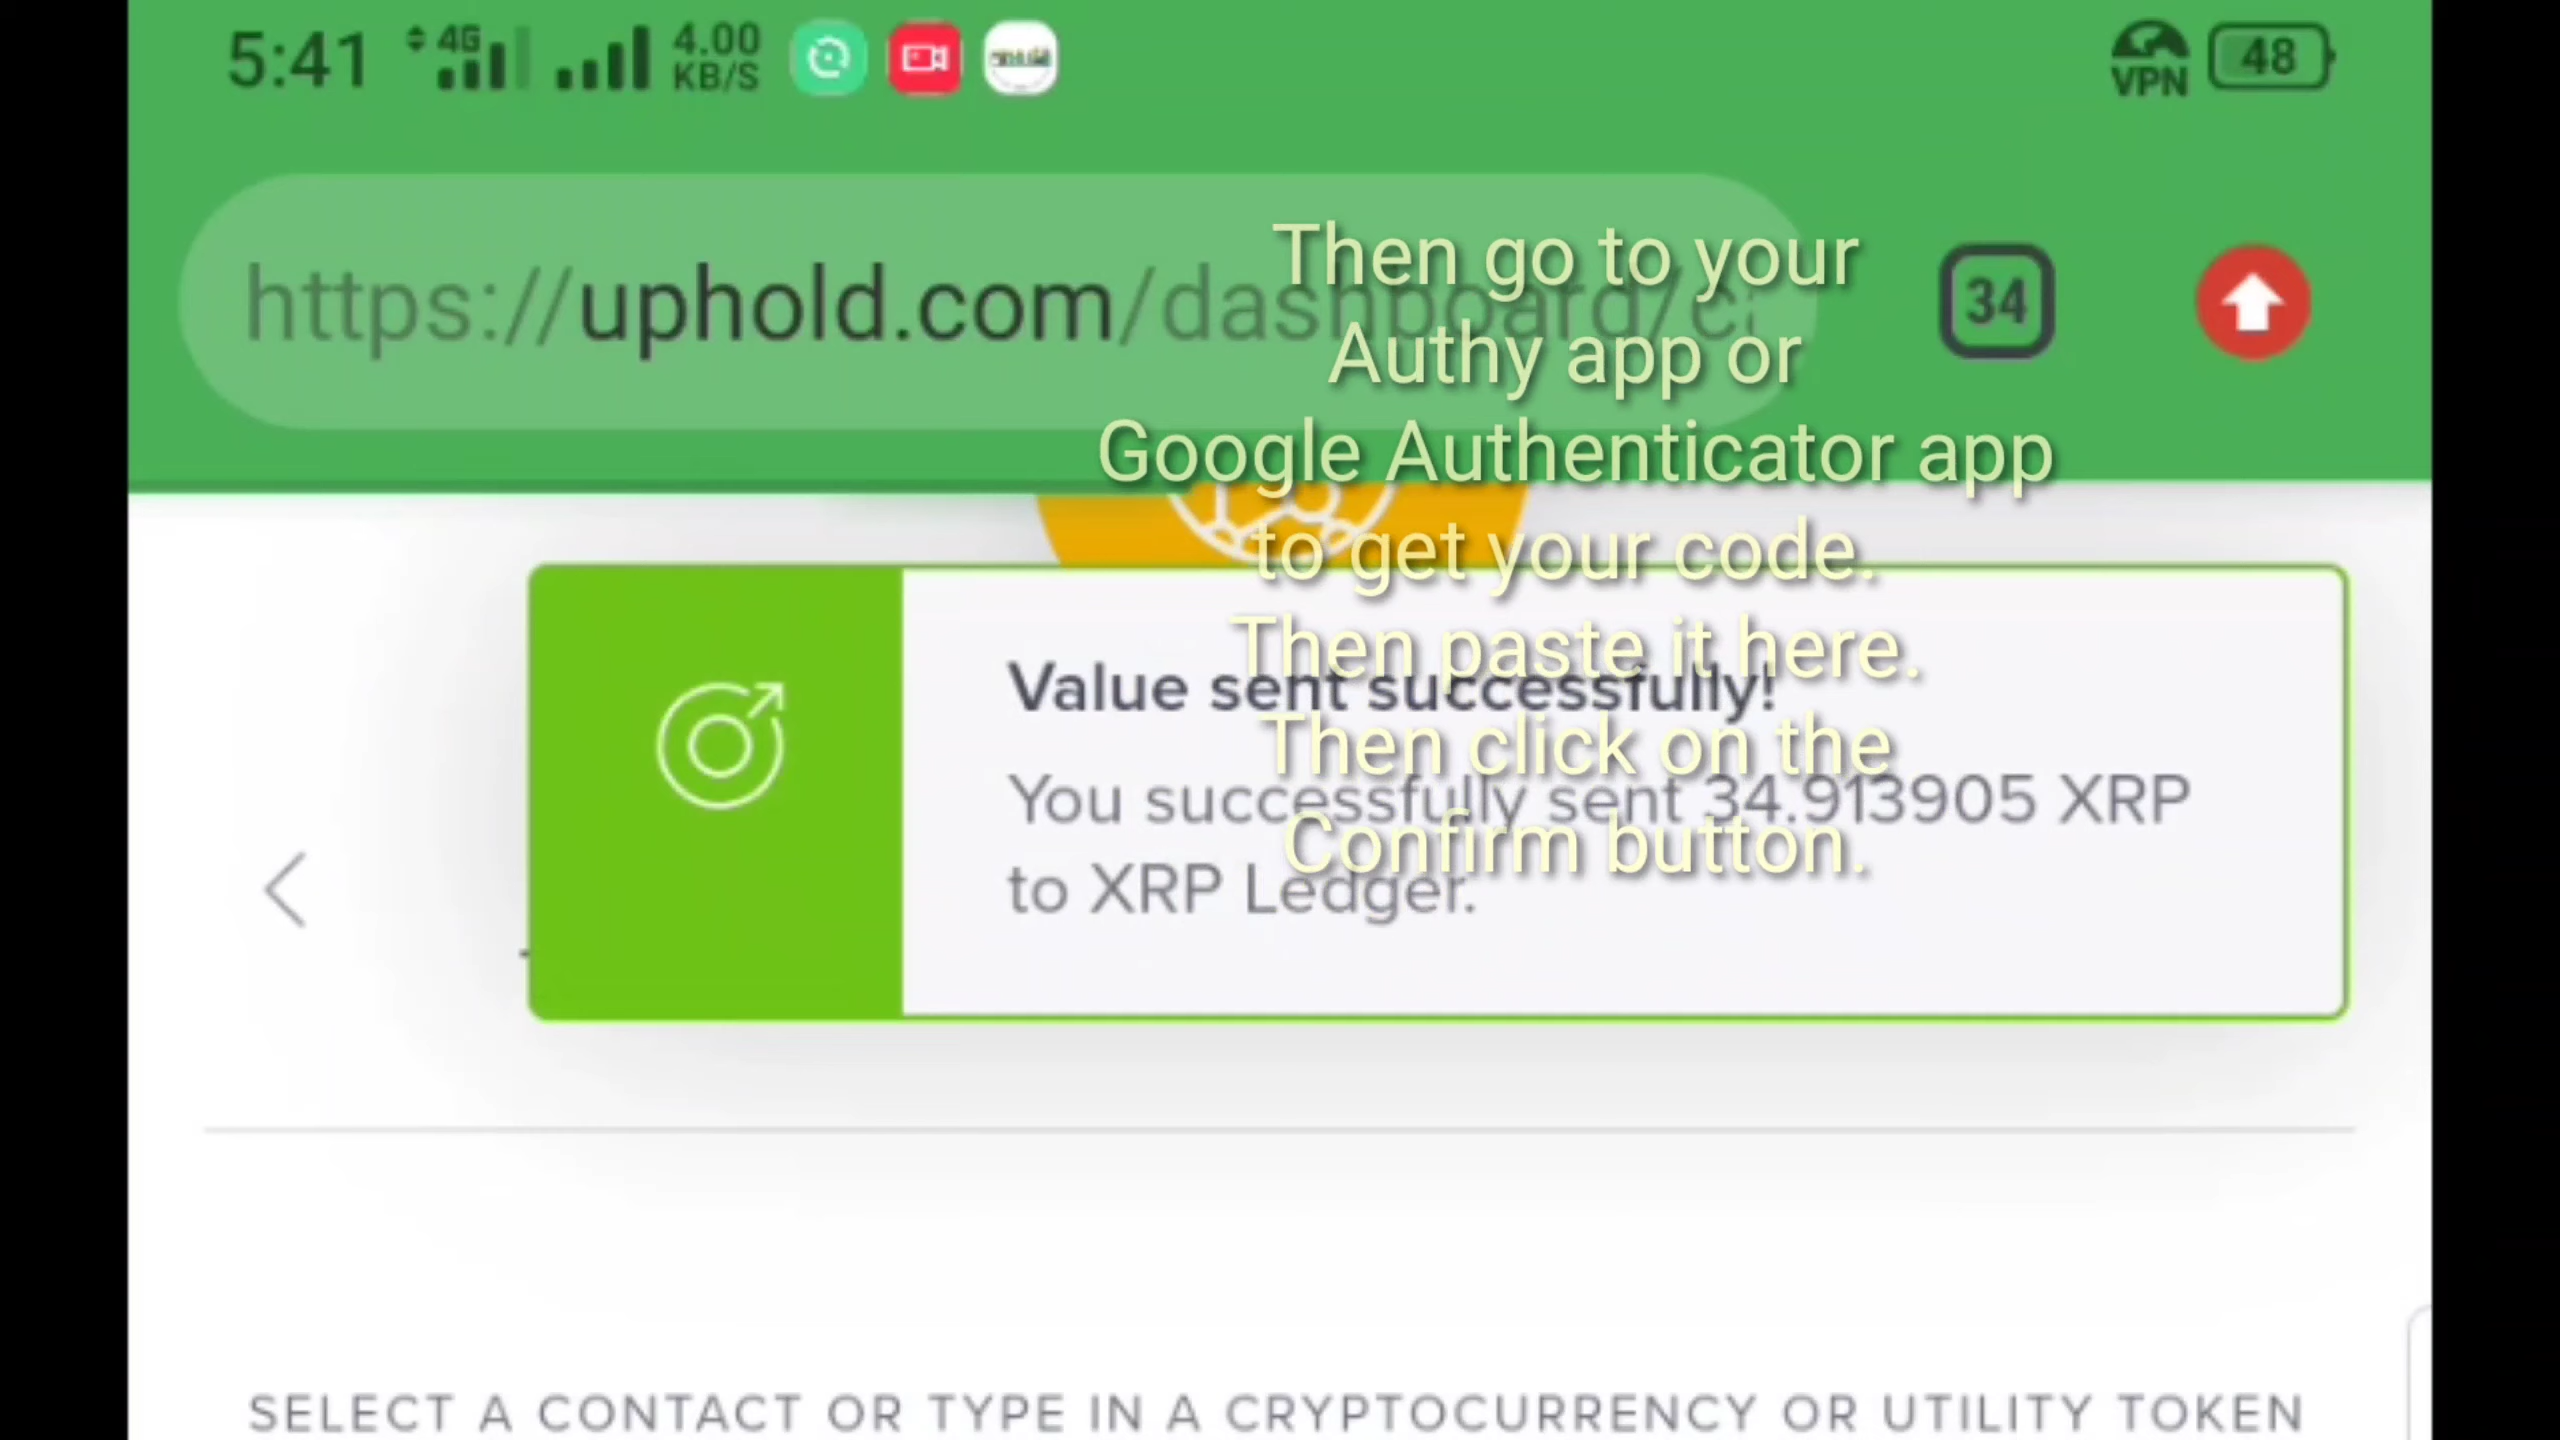 5:41 4G 4.00 KB/S VPN 48
https://uphold.com/dashboard/c
34
Then go to your
Authy app or
Google Authenticator app
to get your code.
Then paste it here.
Then click on the
Confirm button.
Value sent successfully!
You successfully sent 34.913905 XRP
to XRP Ledger.
SELECT A CONTACT OR TYPE IN A CRYPTOCURRENCY OR UTILITY TOKEN